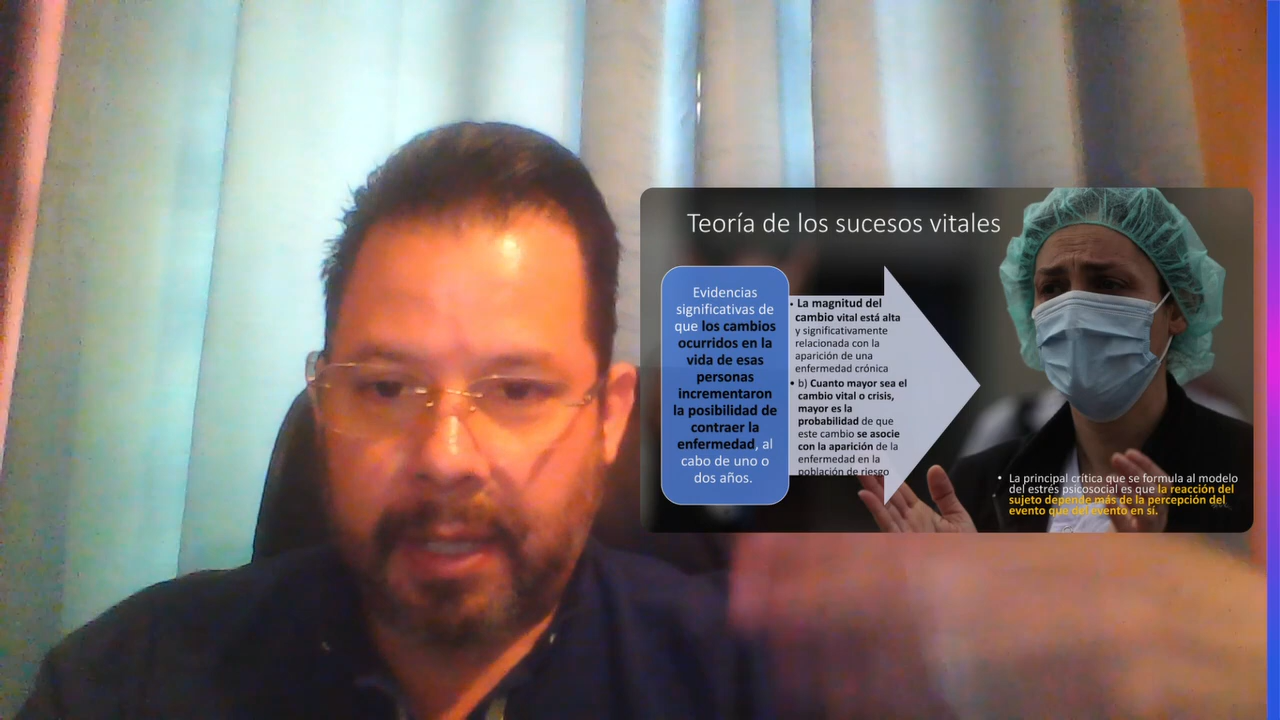 Teoría de los sucesos vitales
Evidencias
significativas de
que los cambios
ocurridos en la
vida de esas
personas
incrementaron
la posibilidad de
contraer la
enfermedad, al
cabo de uno o
dos años.
• La magnitud del
cambio vital está alta
y significativamente
relacionada con la
aparición de una
enfermedad crónica
• b) Cuanto mayor sea el
cambio vital o crisis,
mayor es la
probabilidad de que
este cambio se asocie
con la aparición de la
enfermedad en la
población de riesgo
• La principal crítica que se formula al modelo
del estrés psicosocial es que la reacción del
sujeto depende más de la percepción del
evento que del evento en sí.